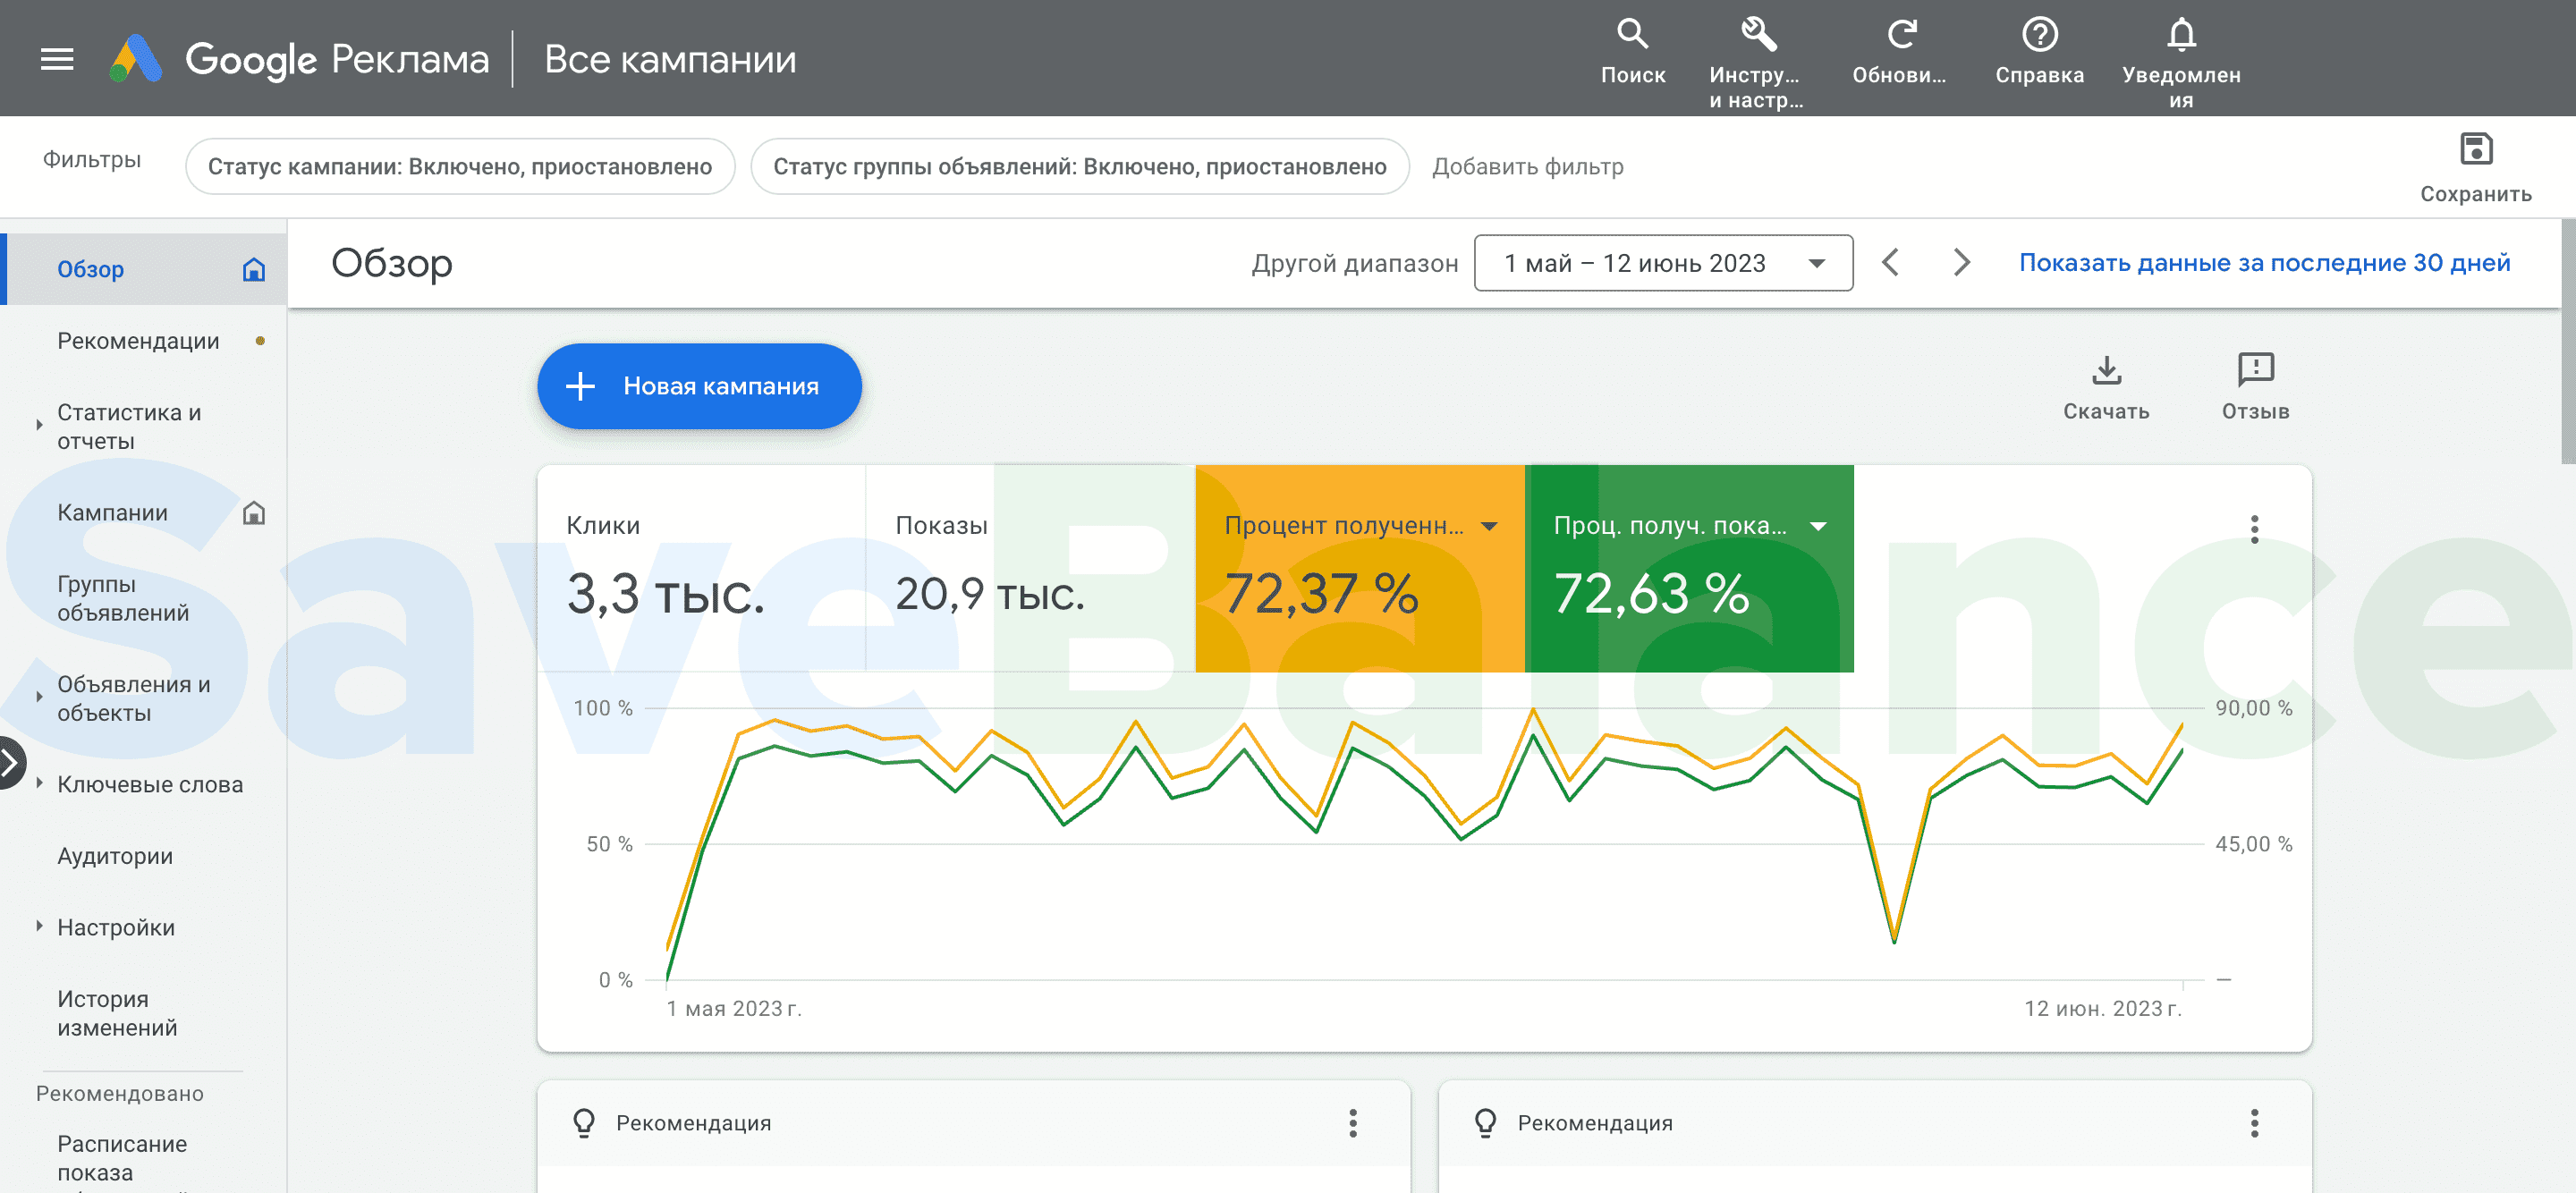 Google Реклама
Все кампании
Поиск
Инстру...
и настр...
Обнови...
Справка
Уведомлен
ия
Фильтры
Статус кампании: Включено, приостановлено
Статус группы объявлений: Включено, приостановлено
Добавить фильтр
Сохранить
Обзор
Рекомендации
Статистика и
отчеты
Кампании
Группы
объявлений
Объявления и
объекты
Ключевые слова
Аудитории
Настройки
История
изменений
Рекомендовано
Расписание
показа
Обзор
Другой диапазон
1 май – 12 июнь 2023
Показать данные за последние 30 дней
Новая кампания
Скачать
Отзыв
Клики
3,3 тыс.
Показы
20,9 тыс.
Процент полученн...
72,37 %
Проц. получ. пока...
72,63 %
100 %
50 %
0 %
90,00 %
45,00 %
—
1 мая 2023 г.
12 июн. 2023 г.
Рекомендация
Рекомендация
SaveBalance